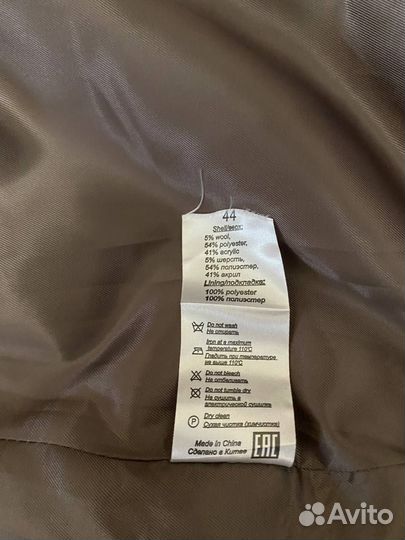 44
Shell/верх:
5% wool,
54% polyester,
41% acrylic
5% шерсть,
54% полиэстер,
41% акрил
Lining/подкладка:
100% polyester
100% полиэстер
Do not wash
Не стирать
Iron at a maximum
temperature 110°C
Гладить при температуре
не выше 110°C
Do not bleach
Не отбеливать
Do not tumble dry
Не сушить в
электрической сушилке
P
Dry clean
Сухая чистка (химчистка)
Made in China
Сделано в Китае
EAC
Avito